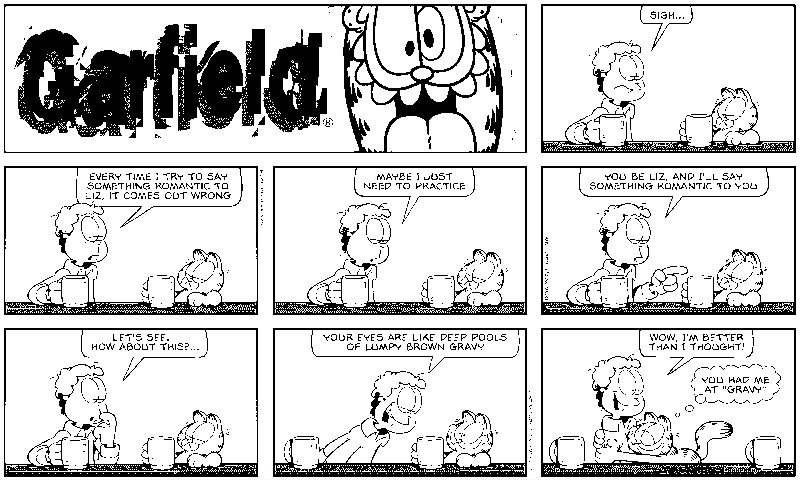 Garfield®
SIGH...
EVERY TIME I TRY TO SAY
SOMETHING ROMANTIC TO
LIZ, IT COMES OUT WRONG
MAYBE I JUST
NEED TO PRACTICE
YOU BE LIZ, AND I'LL SAY
SOMETHING ROMANTIC TO YOU
LET'S SEE.
HOW ABOUT THIS?...
YOUR EYES ARE LIKE DEEP POOLS
OF LUMPY BROWN GRAVY
WOW, I'M BETTER
THAN I THOUGHT!
YOU HAD ME
AT "GRAVY"